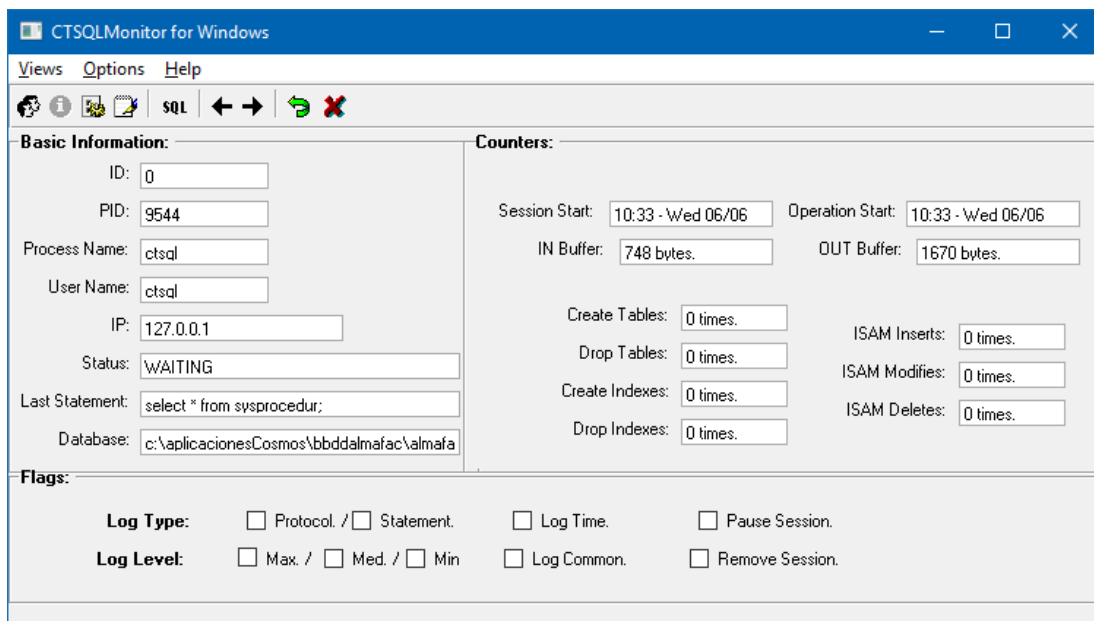 CTSQLMonitor for Windows
Views Options Help
SQL
Basic Information:
ID: 0
PID: 9544
Process Name: ctsql
User Name: ctsql
IP: 127.0.0.1
Status: WAITING
Last Statement: select * from sysprocedur;
Database: c:\aplicacionesCosmos\bbddalmafac\almafa
Counters:
Session Start: 10:33 - Wed 06/06 Operation Start: 10:33 - Wed 06/06
IN Buffer: 748 bytes. OUT Buffer: 1670 bytes.
Create Tables: 0 times.
Drop Tables: 0 times.
Create Indexes: 0 times.
Drop Indexes: 0 times.
ISAM Inserts: 0 times.
ISAM Modifies: 0 times.
ISAM Deletes: 0 times.
Flags:
Log Type: Protocol. / Statement. Log Time. Pause Session.
Log Level: Max. / Med. / Min Log Common. Remove Session.